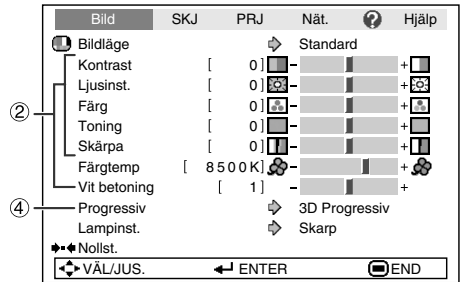 Bild SKJ PRJ Nät. ? Hjälp
Bildläge Standard
Kontrast [ 0] - +
Ljusinst. [ 0] - +
② Färg [ 0] - +
Toning [ 0] - +
Skärpa [ 0] - +
Färgtemp [ 8500K] - +
Vit betoning [ 1] - +
④ Progressiv 3D Progressiv
Lampinst. Skarp
Nollst.
VÄL/JUS. ENTER END